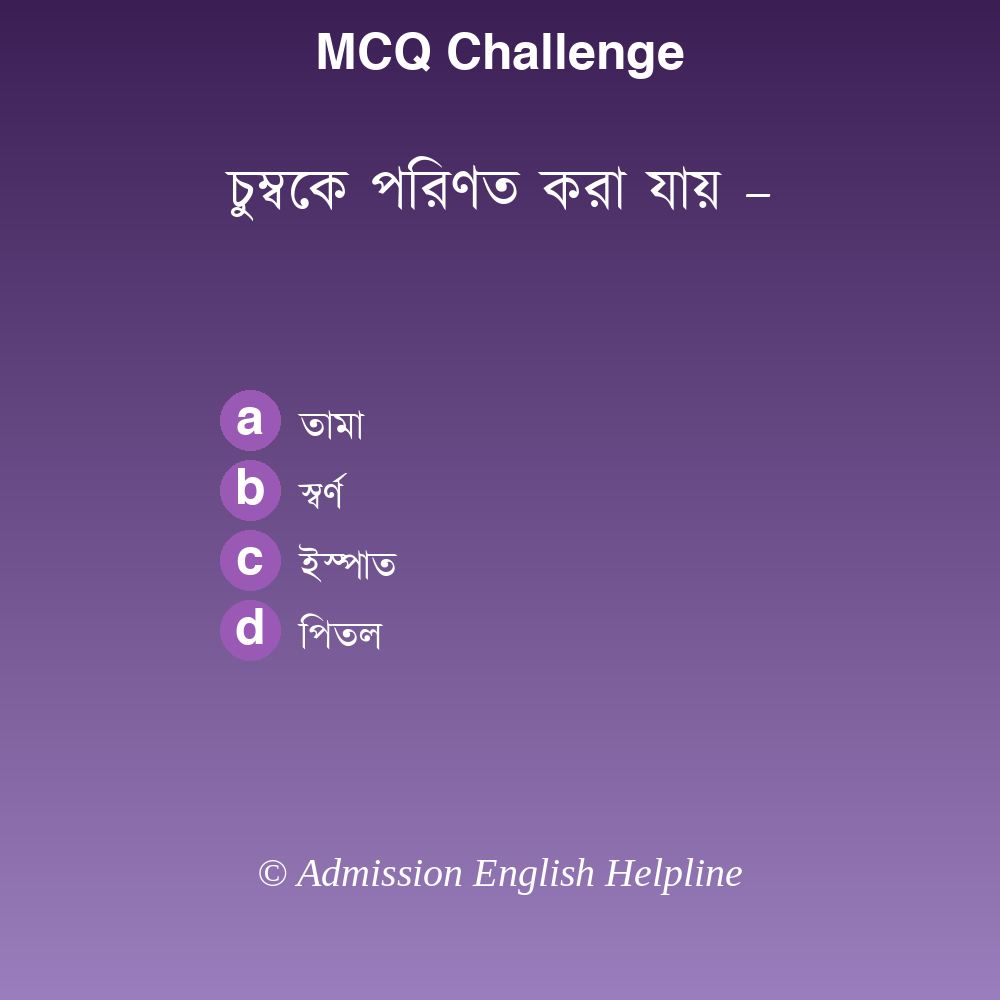 MCQ Challenge
চুম্বকে পরিণত করা যায় –
a তামা
b স্বর্ণ
c ইস্পাত
d পিতল
© Admission English Helpline